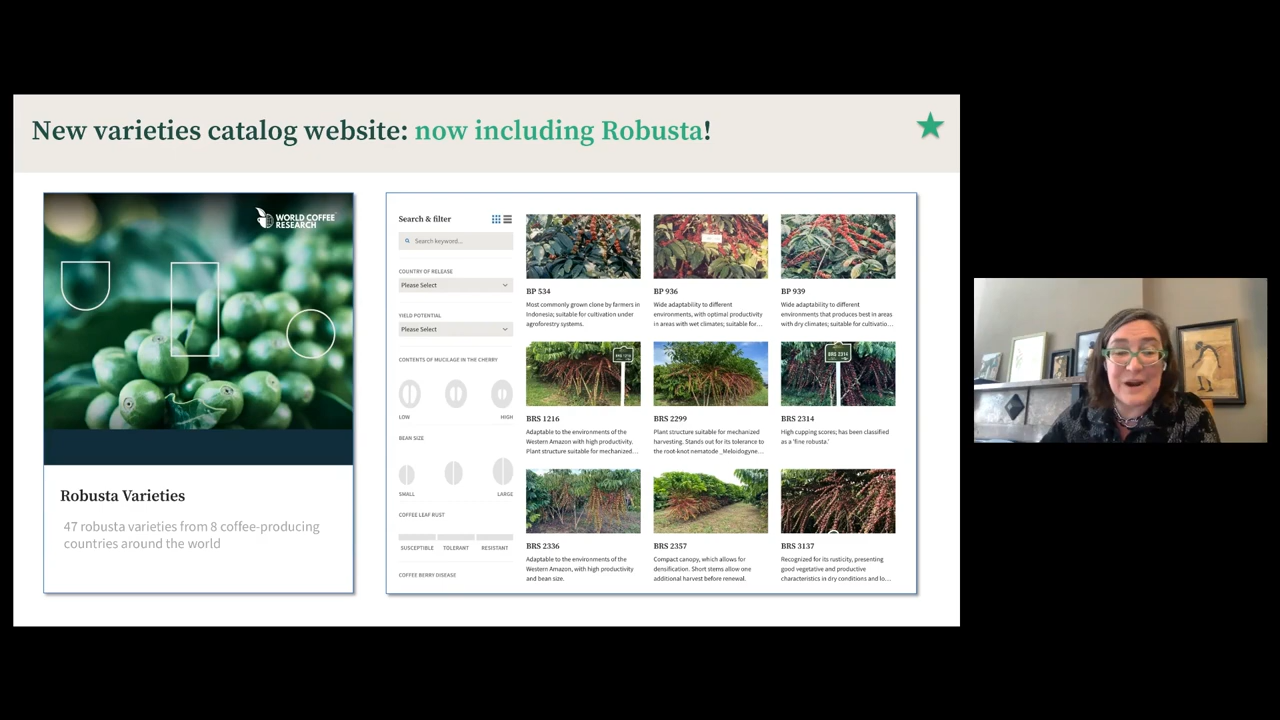 New varieties catalog website: now including Robusta!
WORLD COFFEE
RESEARCH
Robusta Varieties
47 robusta varieties from 8 coffee-producing
countries around the world
Search & filter
Search keyword...
COUNTRY OF RELEASE
Please Select
YIELD POTENTIAL
Please Select
CONTENTS OF MUCILAGE IN THE CHERRY
LOW
HIGH
BEAN SIZE
SMALL
LARGE
COFFEE LEAF RUST
SUSCEPTIBLE
TOLERANT
RESISTANT
COFFEE BERRY DISEASE
BP 534
Most commonly grown clone by farmers in
Indonesia; suitable for cultivation under
agroforestry systems.
BP 936
Wide adaptability to different
environments, with optimal productivity
in areas with wet climates; suitable for...
BP 939
Wide adaptability to different
environments that produces best in areas
with dry climates; suitable for cultivatio...
BRS 1216
BRS 1216
Adaptable to the environments of the
Western Amazon with high productivity.
Plant structure suitable for mechanized...
BRS 2299
Plant structure suitable for mechanized
harvesting. Stands out for its tolerance to
the root-knot nematode _Meloidogyne...
BRS 2314
BRS 2314
High cupping scores; has been classified
as a 'fine robusta.'
BRS 2336
Adaptable to the environments of the
Western Amazon, with high productivity
and bean size.
BRS 2357
Compact canopy, which allows for
densification. Short stems allow one
additional harvest before renewal.
BRS 3137
Recognized for its rusticity, presenting
good vegetative and productive
characteristics in dry conditions and lo...